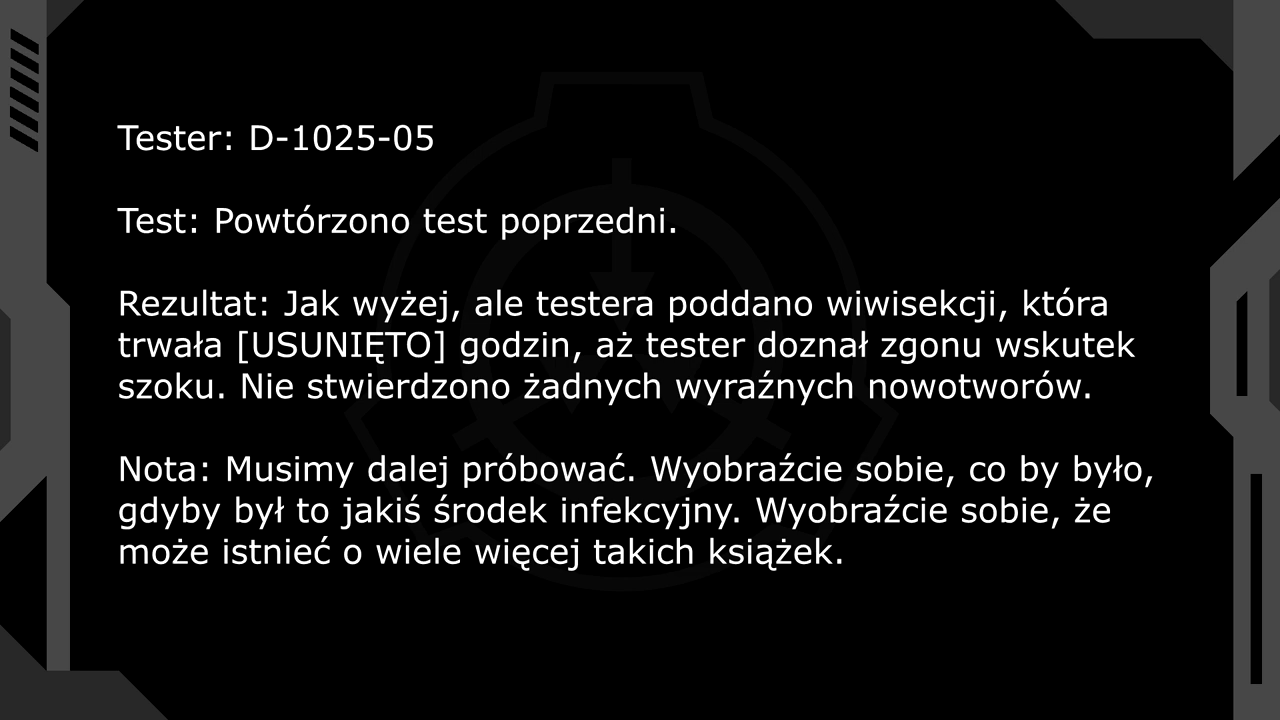 Tester: D-1025-05
Test: Powtórzono test poprzedni.
Rezultat: Jak wyżej, ale testera poddano wiwisekcji, która
trwała [USUNIĘTO] godzin, aż tester doznał zgonu wskutek
szoku. Nie stwierdzono żadnych wyraźnych nowotworów.
Nota: Musimy dalej próbować. Wyobraźcie sobie, co by było,
gdyby był to jakiś środek infekcyjny. Wyobraźcie sobie, że
może istnieć o wiele więcej takich książek.